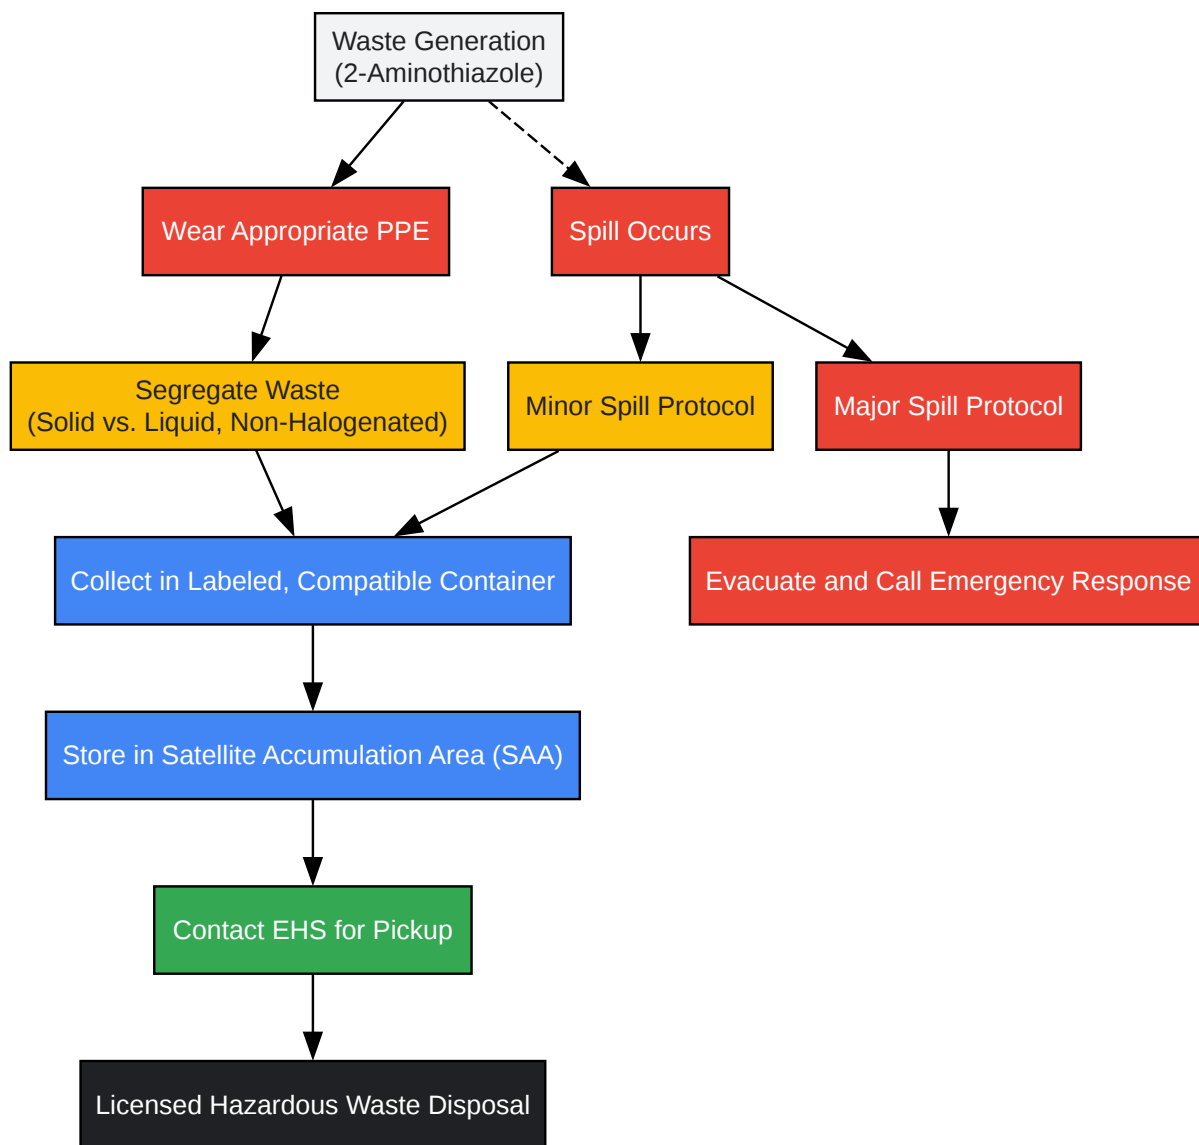 Waste Generation
(2-Aminothiazole)
Wear Appropriate PPE
Spill Occurs
Segregate Waste
(Solid vs. Liquid, Non-Halogenated)
Minor Spill Protocol
Major Spill Protocol
Collect in Labeled, Compatible Container
Evacuate and Call Emergency Response
Store in Satellite Accumulation Area (SAA)
Contact EHS for Pickup
Licensed Hazardous Waste Disposal